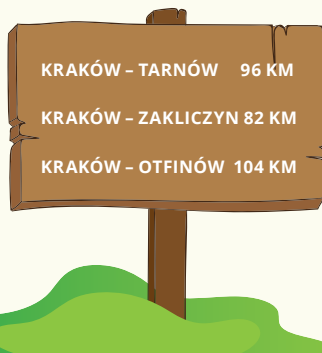 KRAKÓW – TARNÓW 96 KM
KRAKÓW – ZAKLICZYN 82 KM
KRAKÓW – OTFINÓW 104 KM